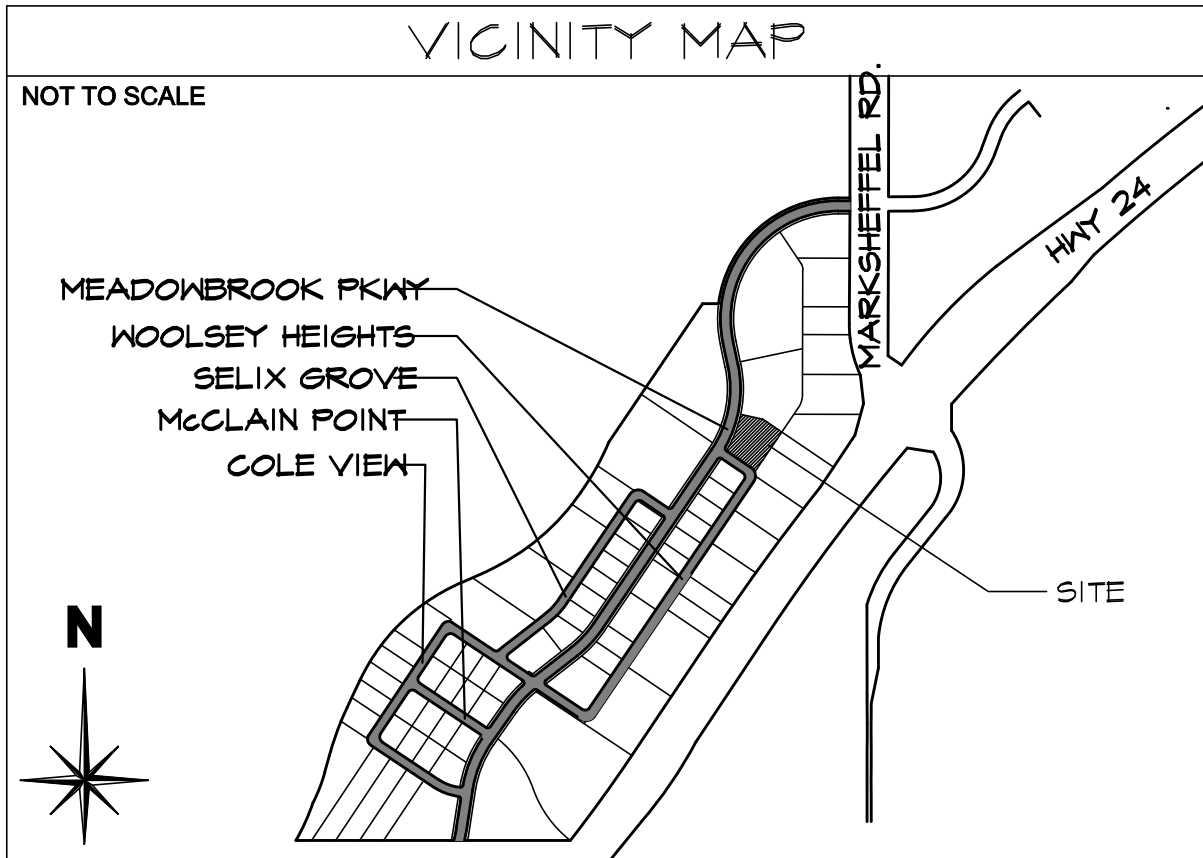 VICINITY MAP
NOT TO SCALE
MARKSHEFFEL RD.
HWY 24
MEADOWBROOK PKWY
WOOLSEY HEIGHTS
SELIX GROVE
McCLAIN POINT
COLE VIEW
SITE
N